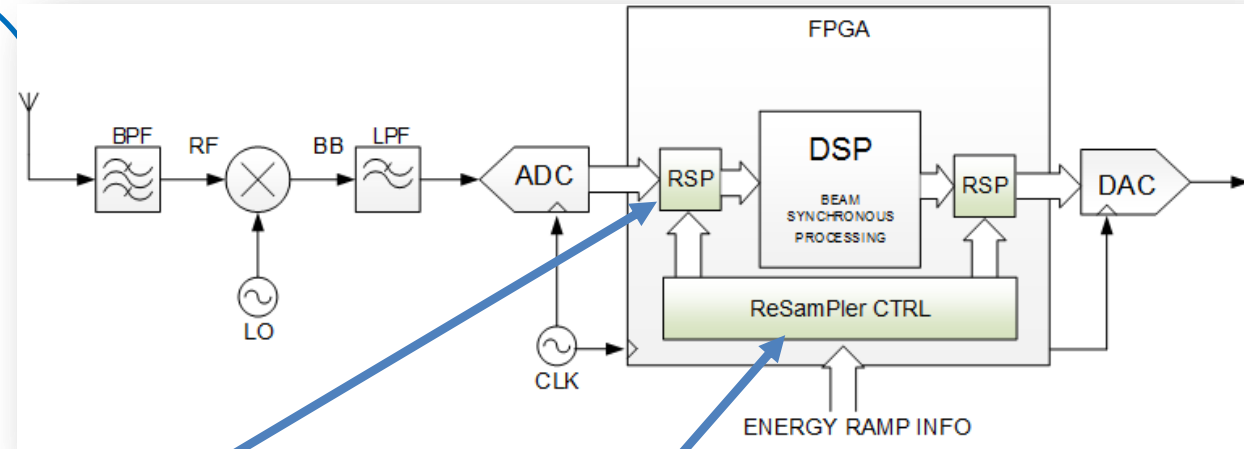 FPGA
BPF
RF
BB
LPF
ADC
RSP
DSP
BEAM
SYNCHRONOUS
PROCESSING
RSP
DAC
LO
CLK
ReSamPler CTRL
ENERGY RAMP INFO